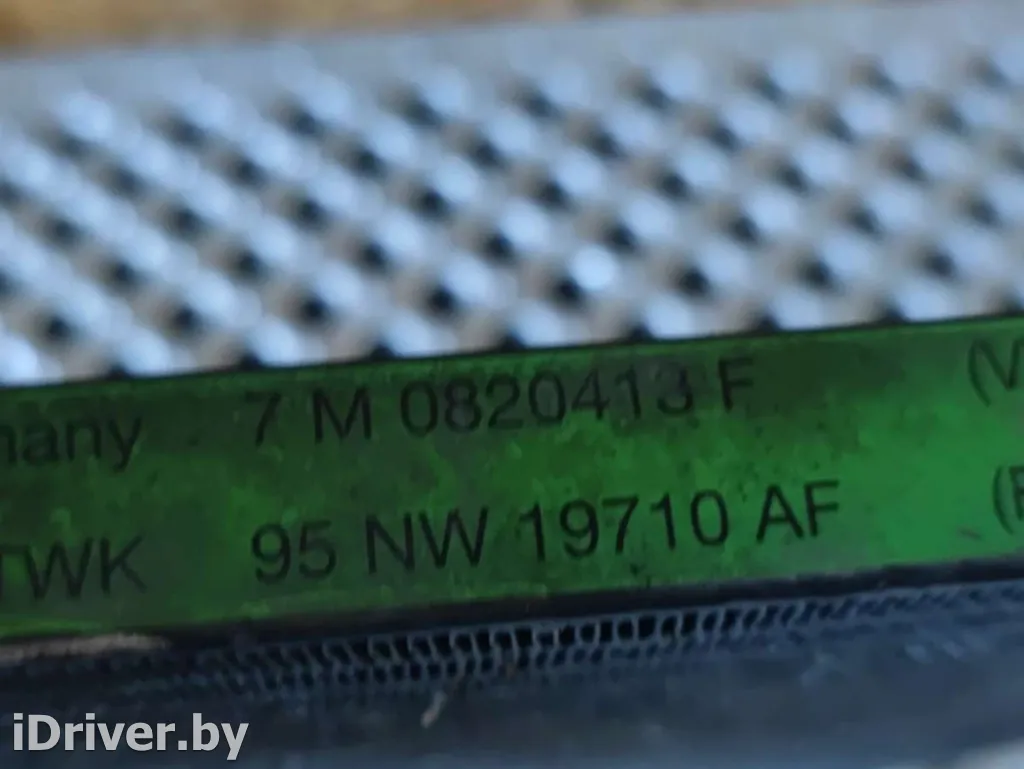 many 7 M 0820413 F (V
TWK 95 NW 19710 AF (F
iDriver.by